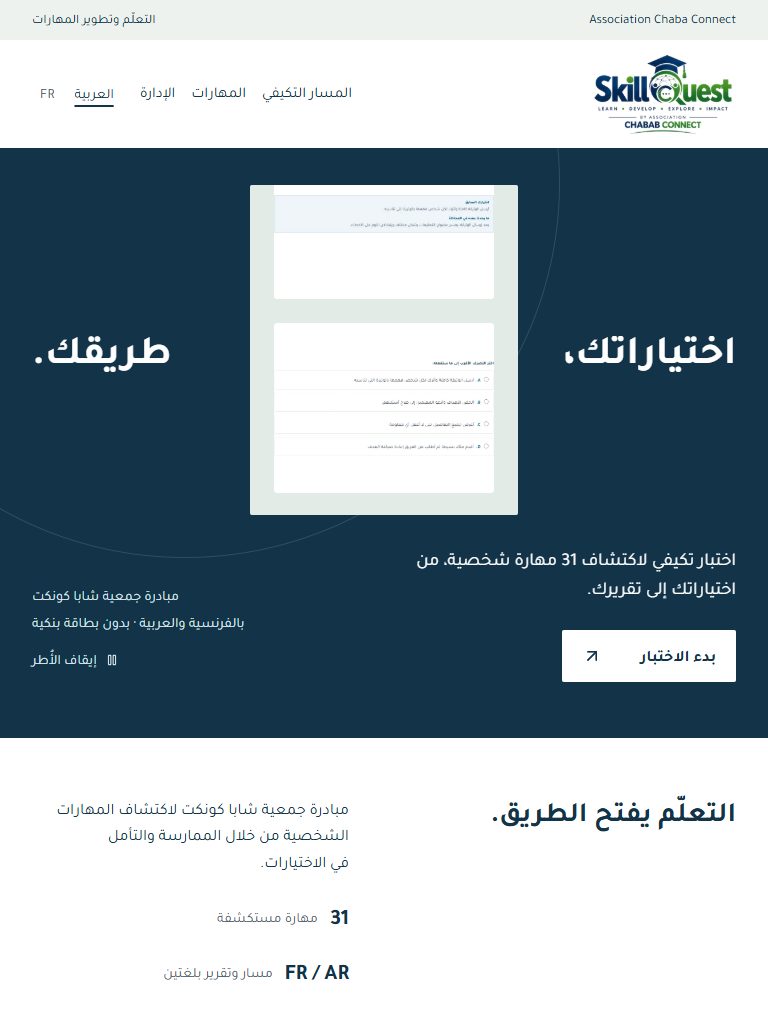 Association Chaba Connect
التعلّم وتطوير المهارات
SkillQuest
LEARN • DEVELOP • EXPLORE • IMPACT
BY ASSOCIATION
CHABAB CONNECT
المسار التكيفي
المهارات
الإدارة
العربية
FR
اختياراتك،
طريقك.
اختبار تكيفي لاكتشاف 31 مهارة شخصية، من
اختياراتك إلى تقريرك.
بدء الاختبار
مبادرة جمعية شابا كونكت
بالفرنسية والعربية · بدون بطاقة بنكية
إيقاف الأُطر
التعلّم يفتح الطريق.
مبادرة جمعية شابا كونكت لاكتشاف المهارات
الشخصية من خلال الممارسة والتأمل
في الاختيارات.
31 مهارة مستكشفة
FR / AR مسار وتقرير بلغتين